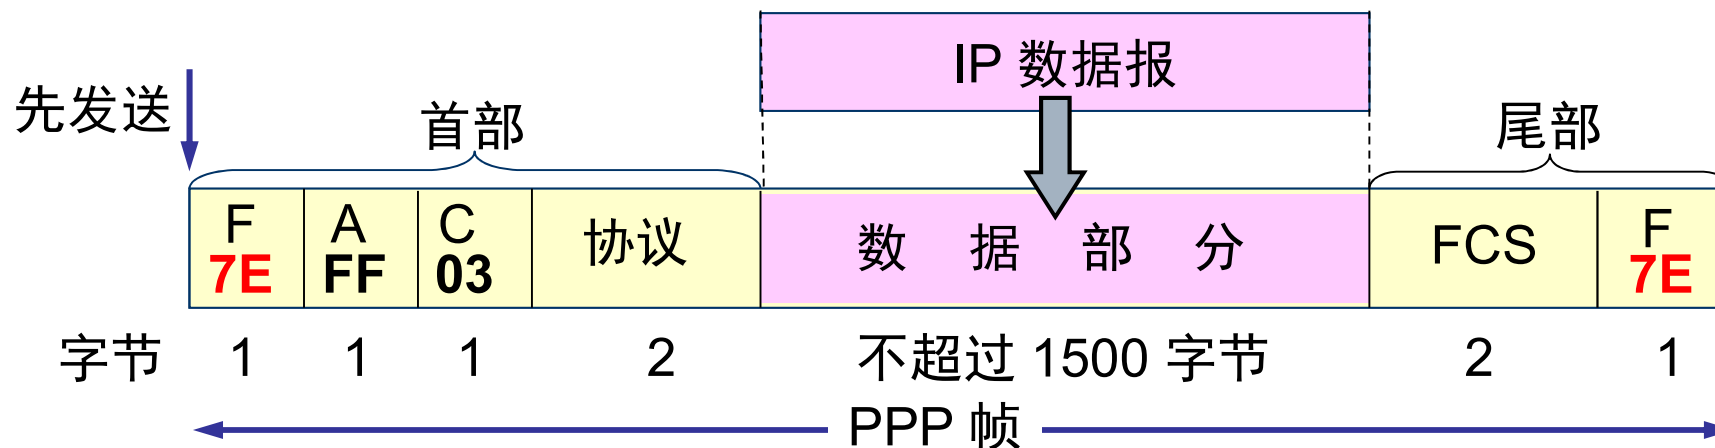 IP 数据报
先发送
首部
尾部
F
7E
A
FF
C
03
协议
数 据 部 分
FCS
F
7E
字节 1 1 1 2 不超过 1500 字节 2 1
PPP 帧